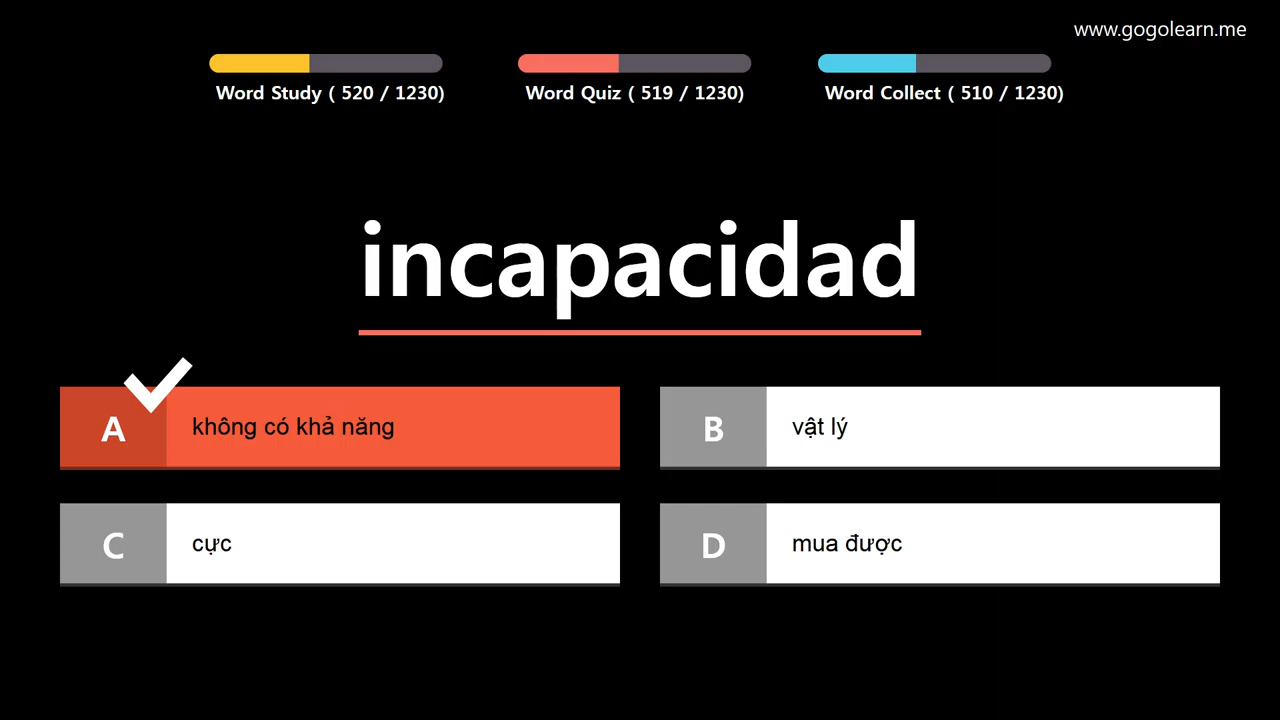 www.gogolearn.me
Word Study ( 520 / 1230)
Word Quiz ( 519 / 1230)
Word Collect ( 510 / 1230)
incapacidad
A không có khả năng
B vật lý
C cực
D mua được